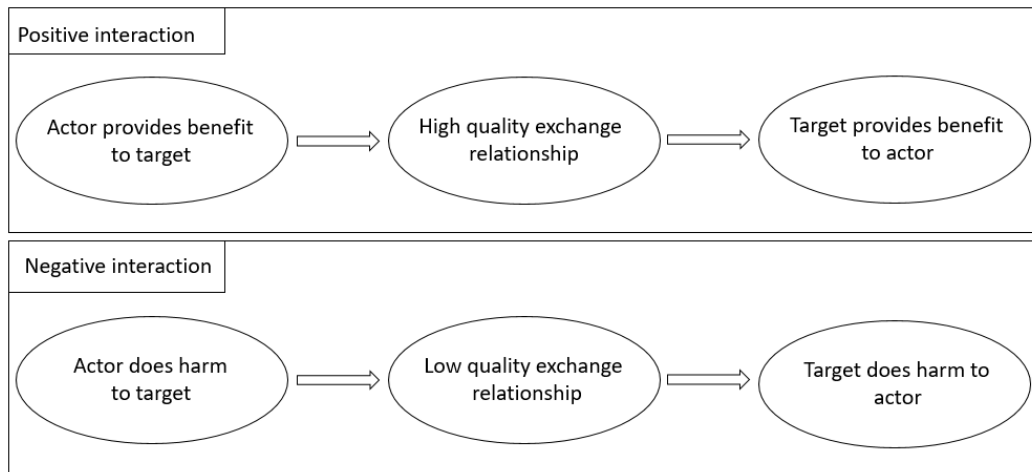 Positive interaction
Actor provides benefit
to target
High quality exchange
relationship
Target provides benefit
to actor
Negative interaction
Actor does harm
to target
Low quality exchange
relationship
Target does harm to
actor